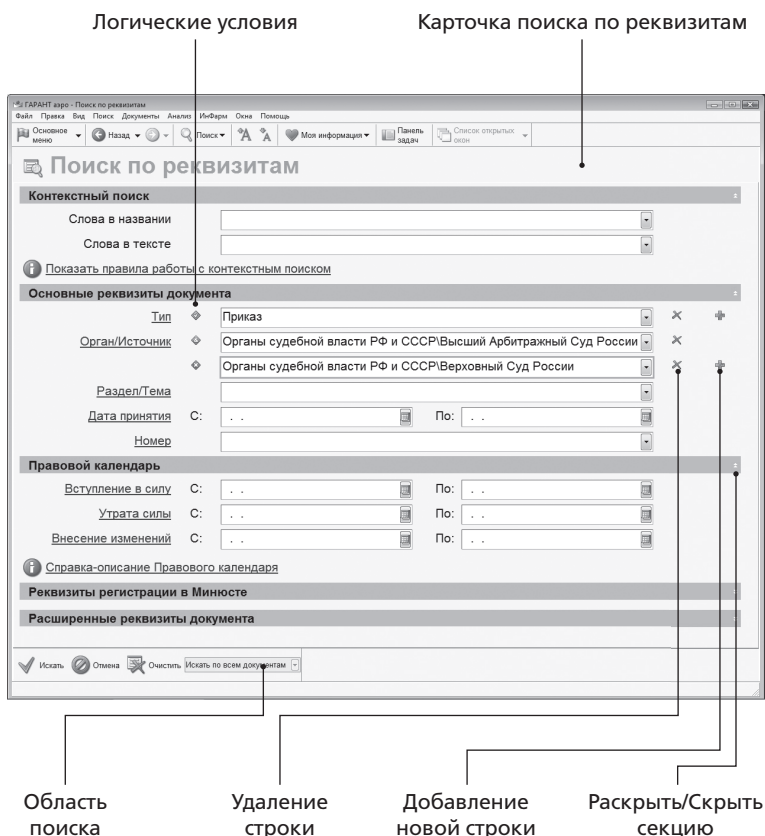 Логические условия
Карточка поиска по реквизитам
ГАРАНТ аэро - Поиск по реквизитам
Файл Правка Вид Поиск Документы Анализ ИнФарм Окна Помощь
Основное меню Назад Поиск Моя информация Панель задач Список открытых окон
Поиск по реквизитам
Контекстный поиск
Слова в названии
Слова в тексте
Показать правила работы с контекстным поиском
Основные реквизиты документа
Тип Приказ
Орган/Источник Органы судебной власти РФ и СССР\Высший Арбитражный Суд России
Органы судебной власти РФ и СССР\Верховный Суд России
Раздел/Тема
Дата принятия С: . . По: . .
Номер
Правовой календарь
Вступление в силу С: . . По: . .
Утрата силы С: . . По: . .
Внесение изменений С: . . По: . .
Справка-описание Правового календаря
Реквизиты регистрации в Минюсте
Расширенные реквизиты документа
Искать Отмена Очистить Искать по всем документам
Область Удаление Добавление Раскрыть/Скрыть
поиска строки новой строки секцию